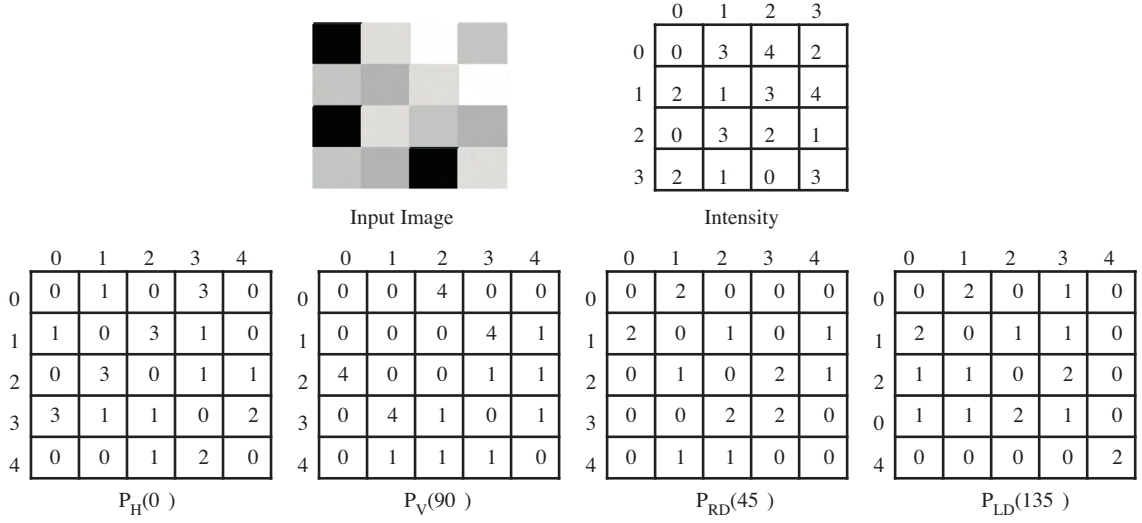 0 1 2 3
0 0 3 4 2
1 2 1 3 4
2 0 3 2 1
3 2 1 0 3
Input Image
Intensity
0 1 2 3 4
0 0 1 0 3 0
1 1 0 3 1 0
2 0 3 0 1 1
3 3 1 1 0 2
4 0 0 1 2 0
P_H(0 )
0 1 2 3 4
0 0 0 4 0 0
1 0 0 0 4 1
2 4 0 0 1 1
3 0 4 1 0 1
4 0 1 1 1 0
P_V(90 )
0 1 2 3 4
0 0 2 0 0 0
1 2 0 1 0 1
2 0 1 0 2 1
3 0 0 2 2 0
4 0 1 1 0 0
P_RD(45 )
0 1 2 3 4
0 0 2 0 1 0
1 2 0 1 1 0
2 1 1 0 2 0
0 1 1 2 1 0
4 0 0 0 0 2
P_LD(135 )